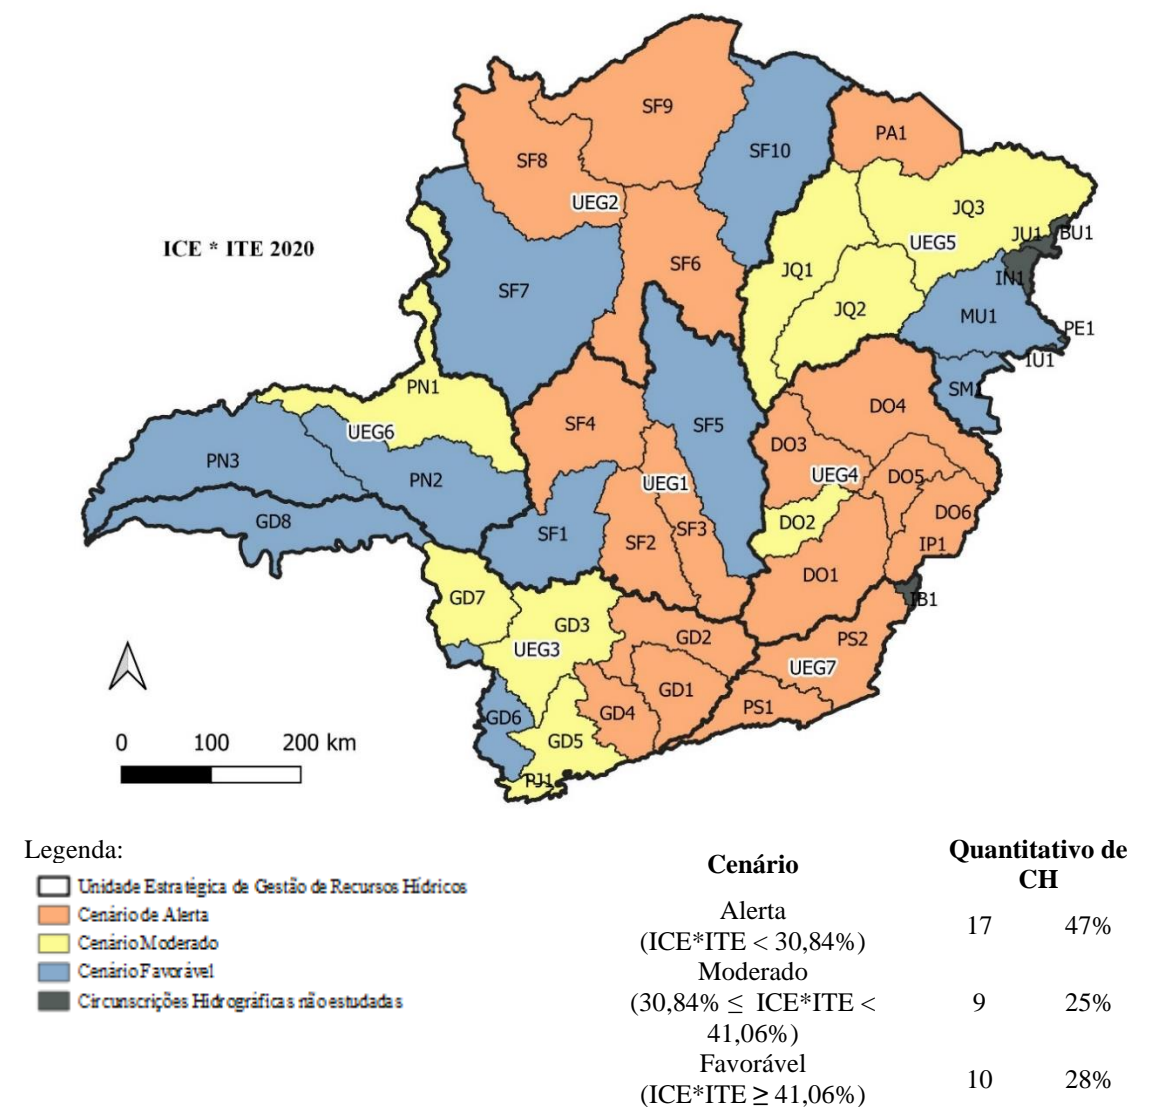 SF9
PA1
SF10
SF8
UEG2
JQ3
JU1
BU1
UEG5
ICE * ITE 2020
SF6
JQ1
IN1
SF7
JQ2
MU1
PE1
IU1
PN1
SM1
DO4
SF4
SF5
UEG6
DO3
PN3
UEG4
DO5
PN2
UEG1
DO6
GD8
DO2
SF1
SF3
SF2
IP1
DO1
GD7
IB1
GD3
GD2
PS2
UEG3
UEG7
GD1
PS1
GD4
GD6
GD5
PJ1
0 100 200 km
Legenda:
Unidade Estratégica de Gestão de Recursos Hídricos
Cenário de Alerta
Cenário Moderado
Cenário Favorável
Circunscrições Hidrográficas não estudadas
Cenário
Quantitativo de
CH
Alerta
(ICE*ITE < 30,84%)
17 47%
Moderado
(30,84% ≤ ICE*ITE <
41,06%)
9 25%
Favorável
(ICE*ITE ≥ 41,06%)
10 28%